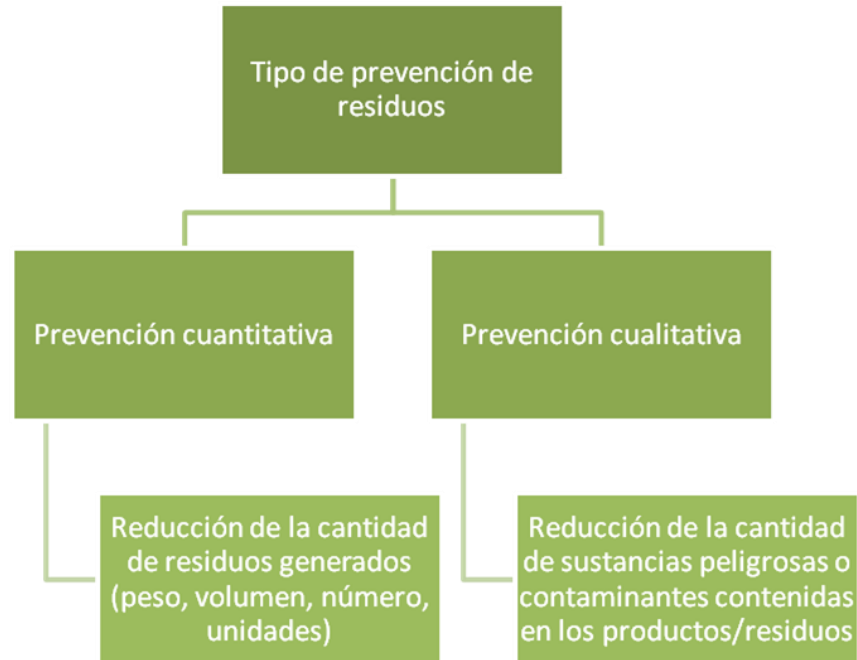 Tipo de prevención de
residuos
Prevención cuantitativa
Prevención cualitativa
Reducción de la cantidad
de residuos generados
(peso, volumen, número,
unidades)
Reducción de la cantidad
de sustancias peligrosas o
contaminantes contenidas
en los productos/residuos